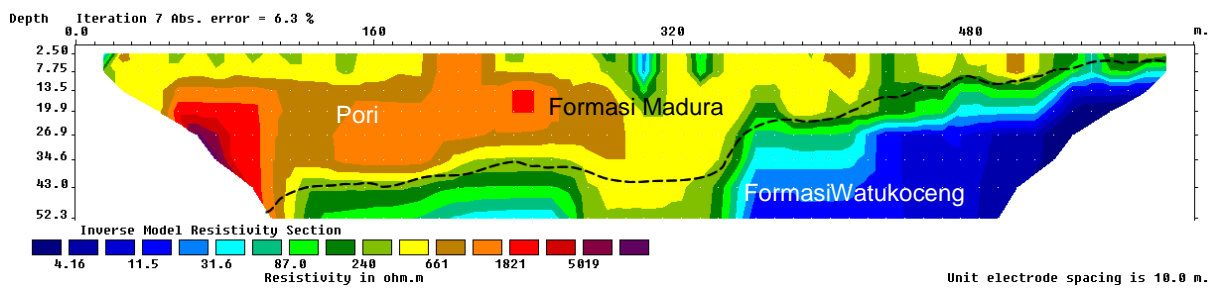 Depth Iteration 7 Abs. error = 6.3 %
0.0 160 320 480 m.
2.50
7.75
13.5
19.9
26.9
34.6
43.0
52.3
Pori
Formasi Madura
FormasiWatukoceng
Inverse Model Resistivity Section
4.16 11.5 31.6 87.0 240 661 1821 5019
Resistivity in ohm.m
Unit electrode spacing is 10.0 m.